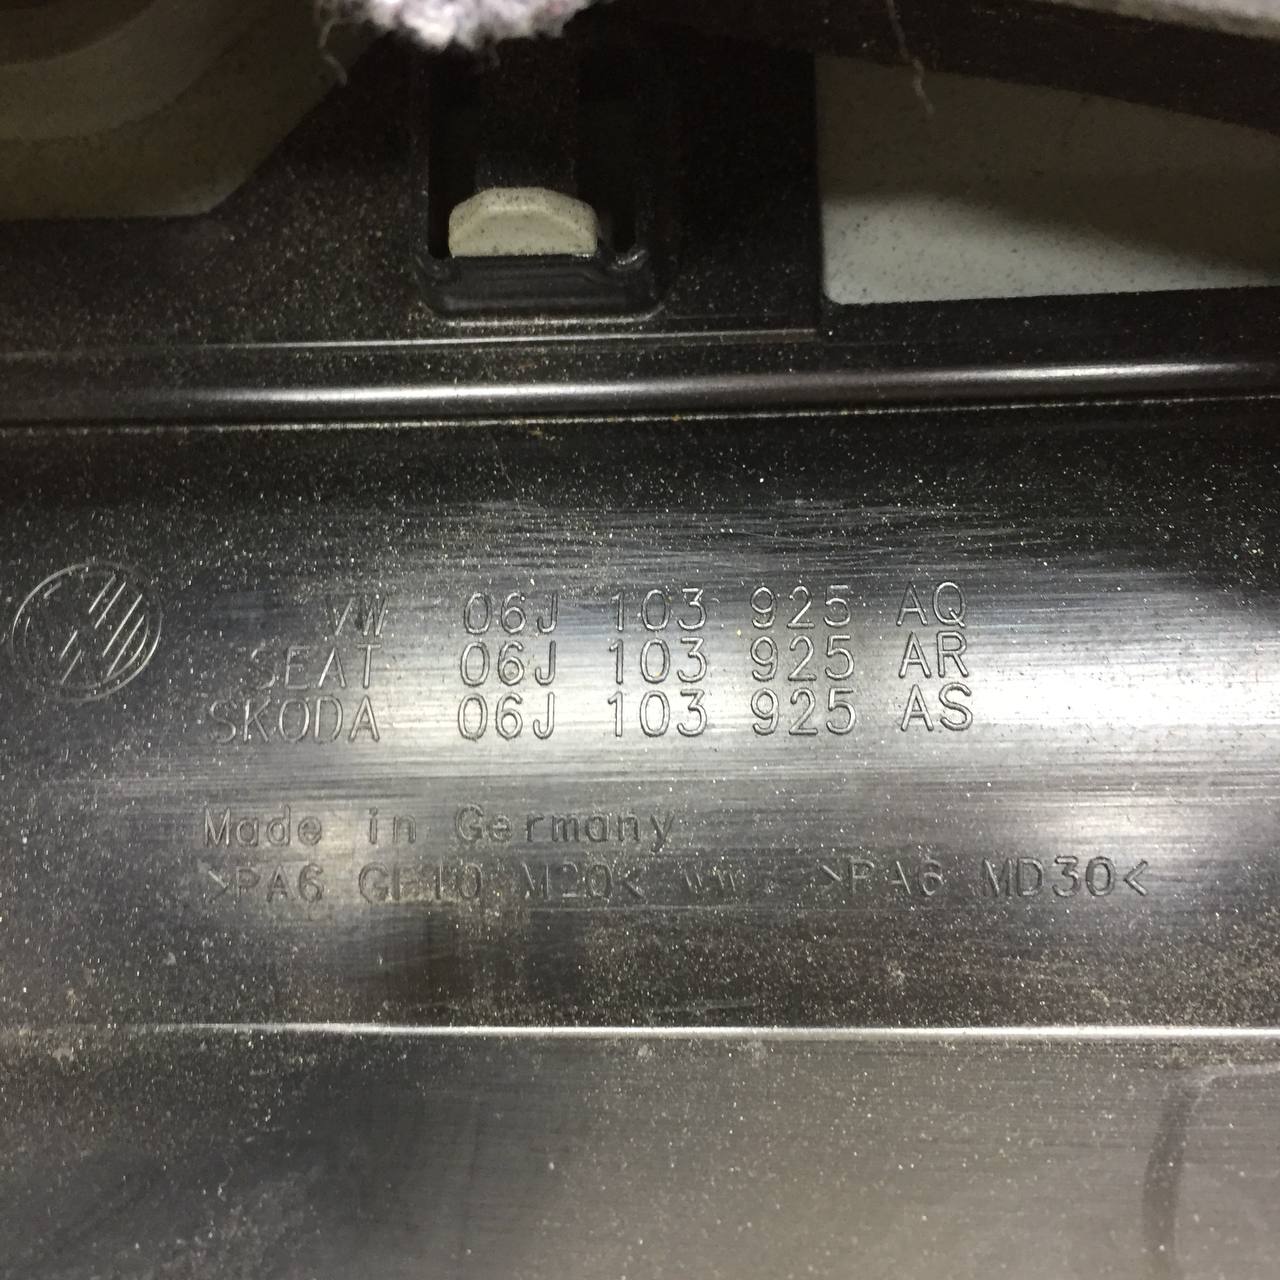 VW 06J 103 925 AQ
SEAT 06J 103 925 AR
SKODA 06J 103 925 AS
Made in Germany
>PA6 GF10 M20< WW >PA6 MD30<